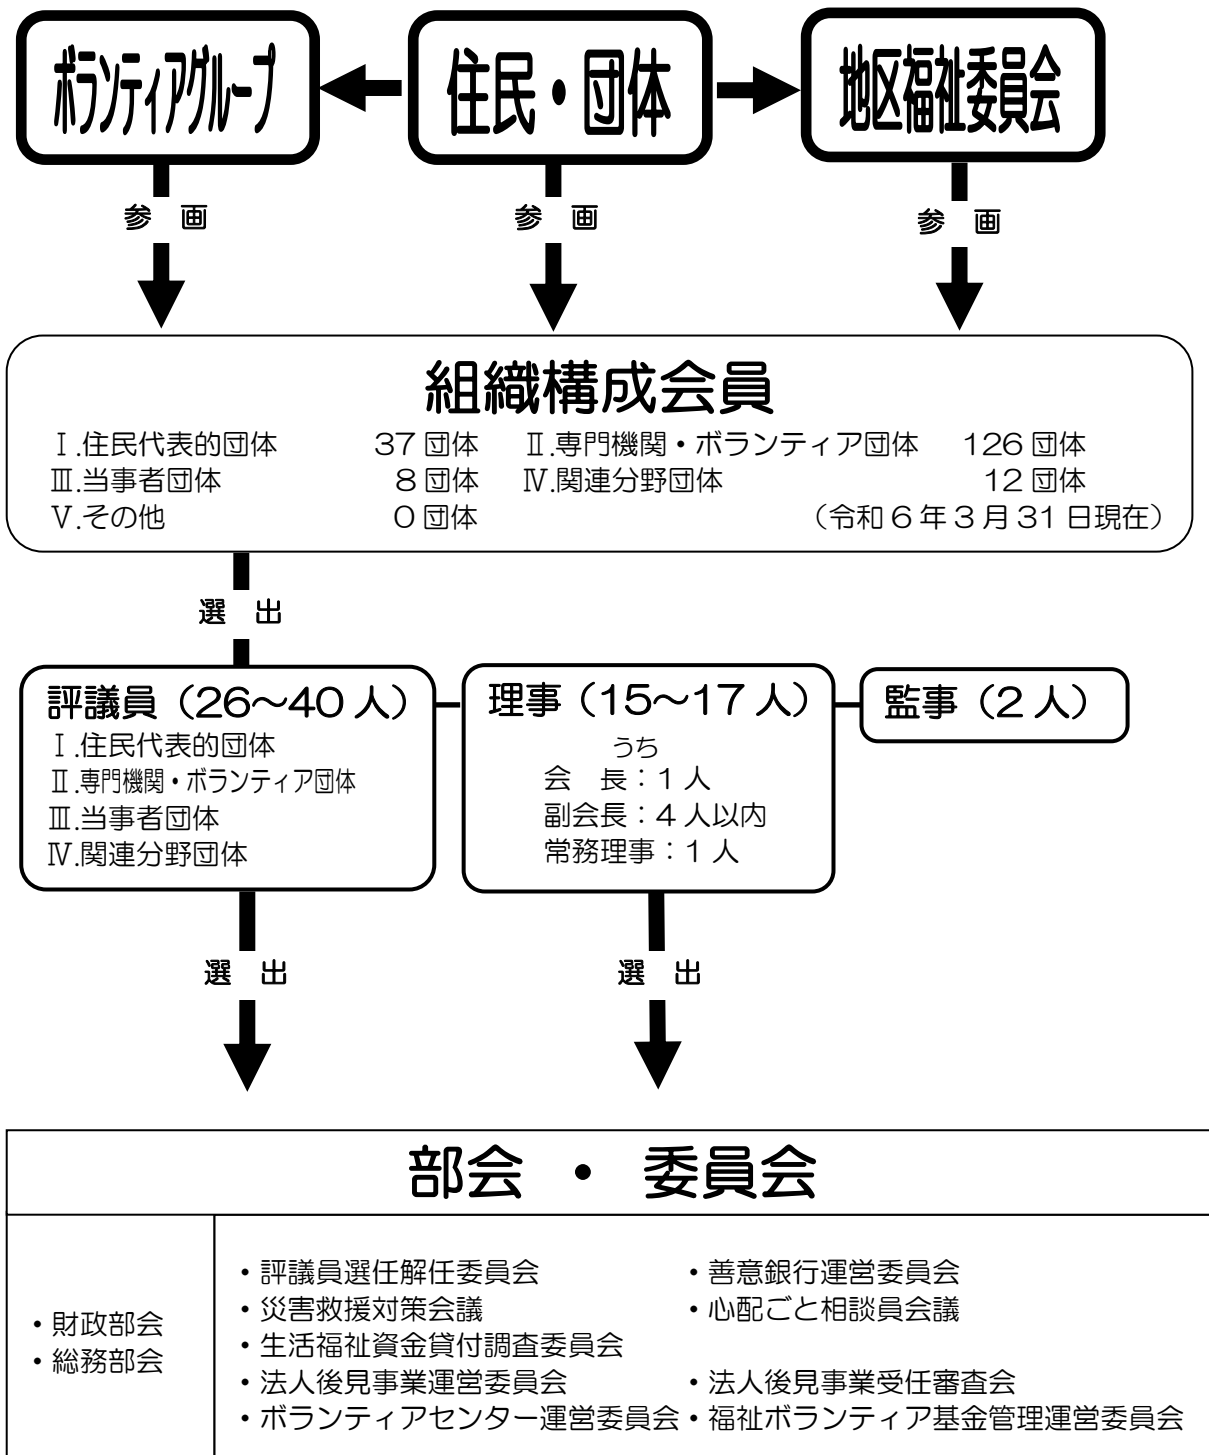 ボランティアグループ
住民・団体
地区福祉委員会
参　画
参　画
参　画
組織構成会員
Ⅰ.住民代表的団体　37団体　Ⅱ.専門機関・ボランティア団体　126団体
Ⅲ.当事者団体　8団体　Ⅳ.関連分野団体　12団体
Ⅴ.その他　0団体　（令和6年3月31日現在）
選　出
評議員（26～40人）
Ⅰ.住民代表的団体
Ⅱ.専門機関・ボランティア団体
Ⅲ.当事者団体
Ⅳ.関連分野団体
理事（15～17人）
うち
会　長：1人
副会長：4人以内
常務理事：1人
監事（2人）
選　出
選　出
部会　・　委員会
・財政部会
・総務部会
・評議員選任解任委員会　・善意銀行運営委員会
・災害救援対策会議　・心配ごと相談員会議
・生活福祉資金貸付調査委員会
・法人後見事業運営委員会　・法人後見事業受任審査会
・ボランティアセンター運営委員会・福祉ボランティア基金管理運営委員会